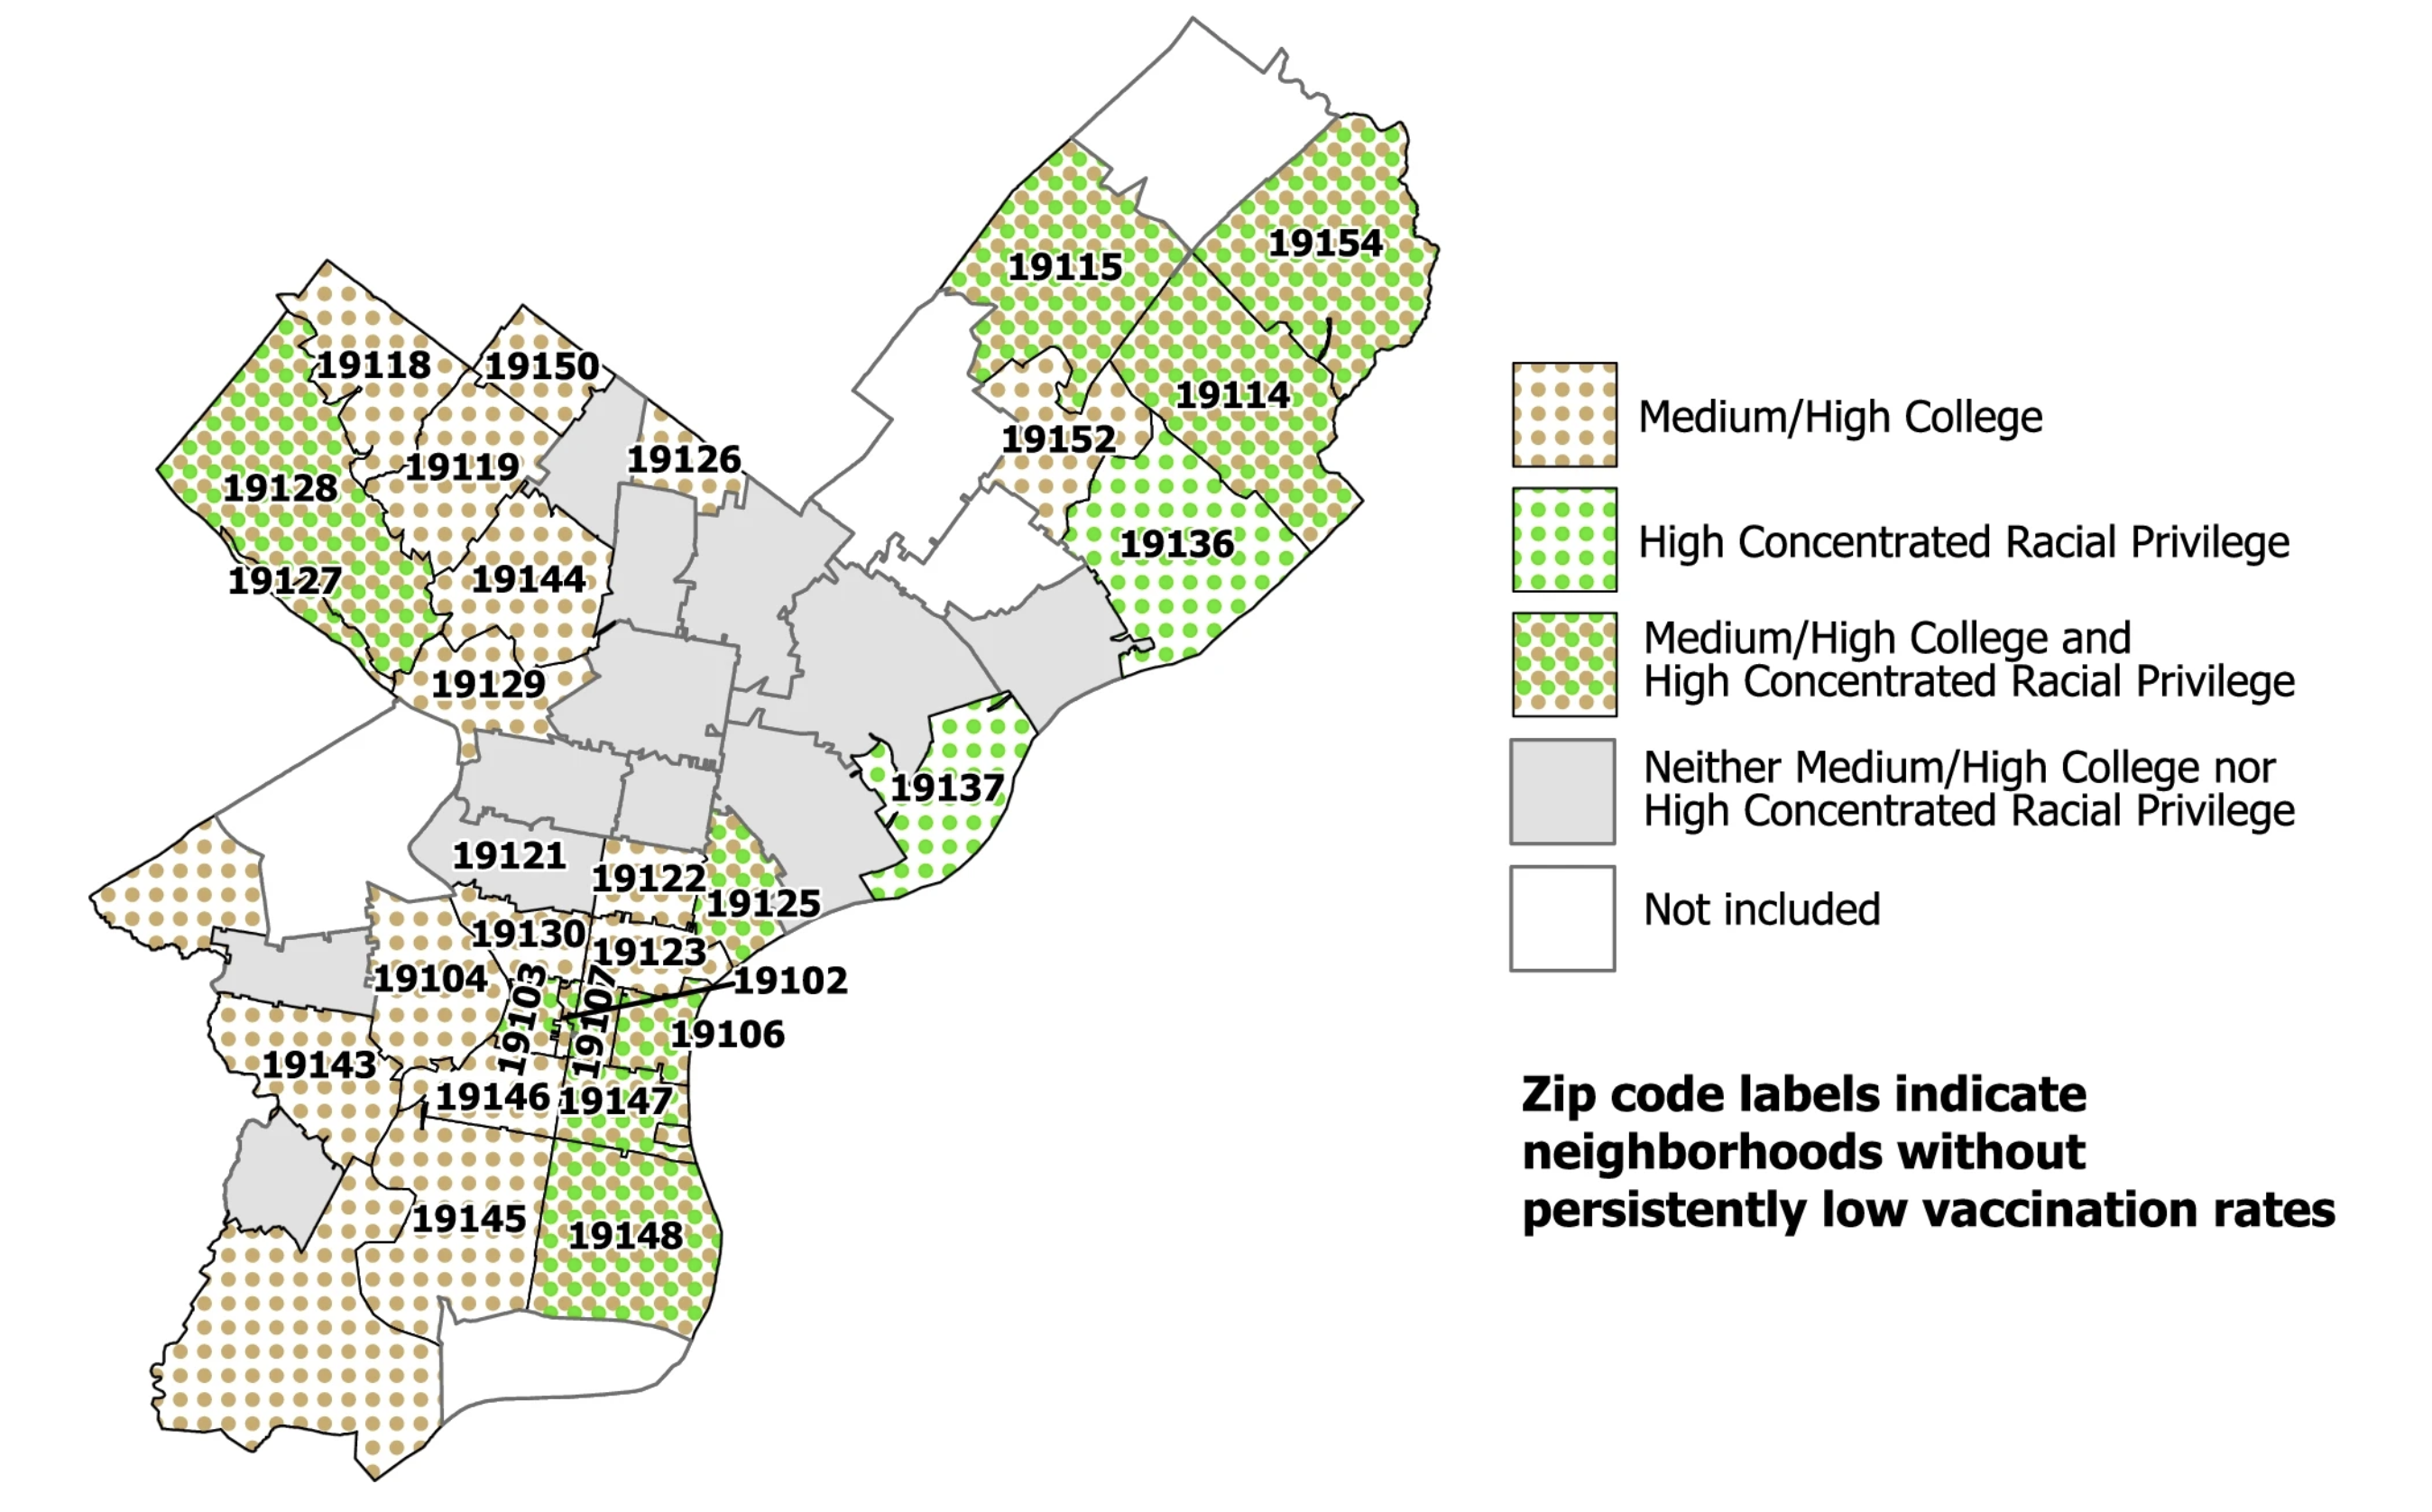 19154
19115
19118
19150
19114
19152
19126
19119
19128
19136
19127
19144
19129
19137
19121
19122
19125
19130
19123
19104
19103
19107
19102
19106
19143
19146
19147
19145
19148
Medium/High College
High Concentrated Racial Privilege
Medium/High College and
High Concentrated Racial Privilege
Neither Medium/High College nor
High Concentrated Racial Privilege
Not included
Zip code labels indicate
neighborhoods without
persistently low vaccination rates